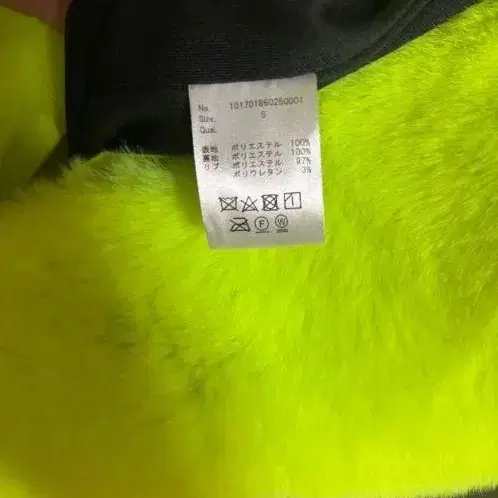 No. 101701860250001
Size. S
Qual.
表地 ポリエステル 100%
裏地 ポリエステル 100%
リブ ポリエステル 97%
ポリウレタン 3%
F W